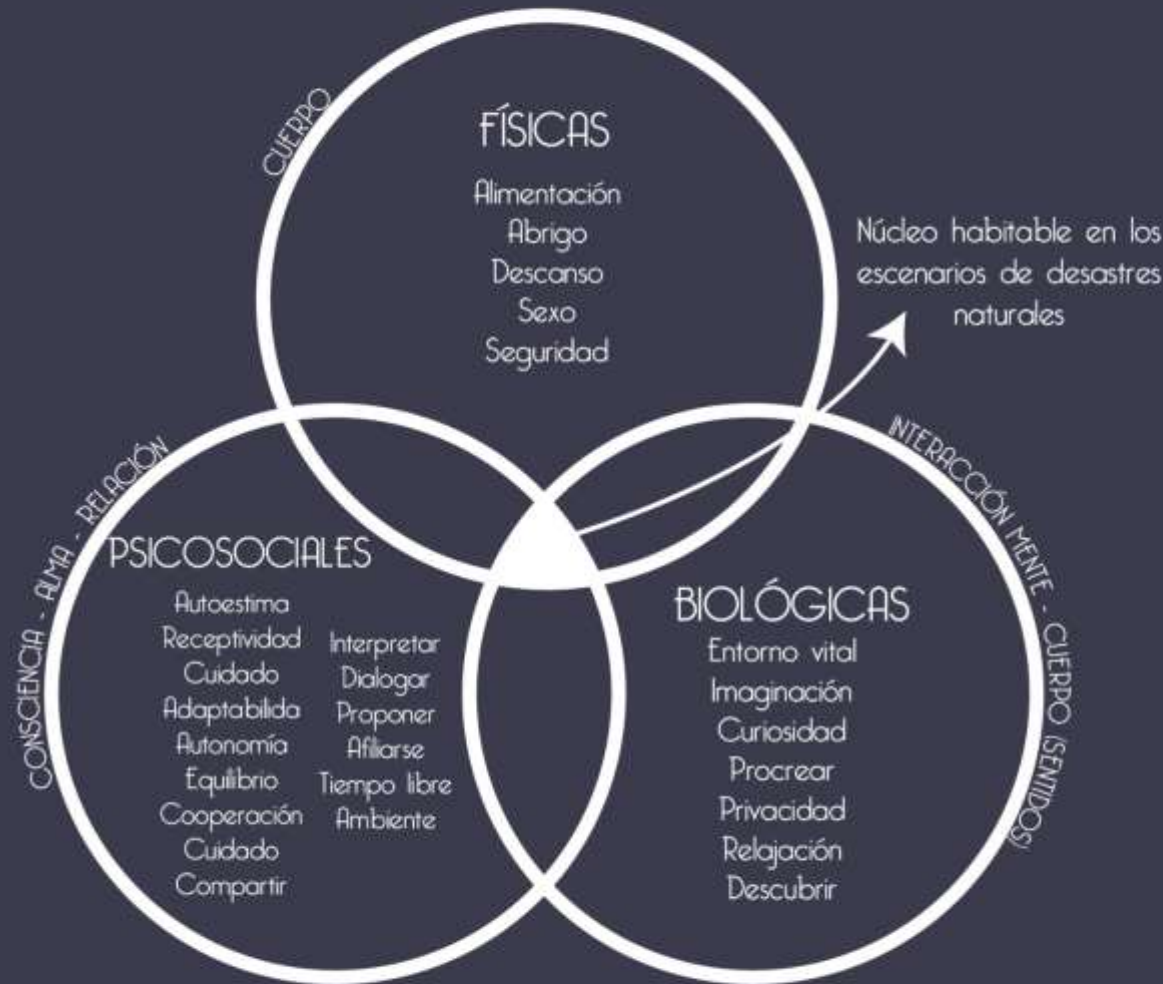 CUERPO
FÍSICAS
Alimentación
Abrigo
Descanso
Sexo
Seguridad
Núcleo habitable en los
escenarios de desastres
naturales
CONSCIENCIA - ALMA - RELACIÓN
PSICOSOCIALES
Autoestima
Receptividad
Cuidado
Adaptabilida
Autonomía
Equilibrio
Cooperación
Cuidado
Compartir
Interpretar
Dialogar
Proponer
Afiliarse
Tiempo libre
Ambiente
INTERACCIÓN MENTE - CUERPO (SENTIDOS)
BIOLÓGICAS
Entorno vital
Imaginación
Curiosidad
Procrear
Privacidad
Relajación
Descubrir